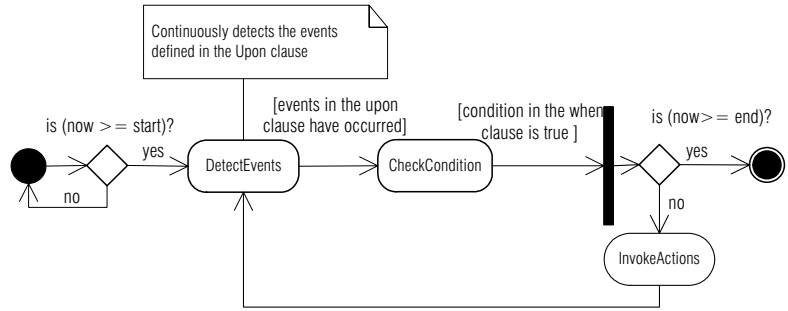 Continuously detects the events
defined in the Upon clause
[events in the upon
clause have occurred]
[condition in the when
clause is true ]
is (now >= start)?
is (now>= end)?
yes
DetectEvents
CheckCondition
yes
no
no
InvokeActions